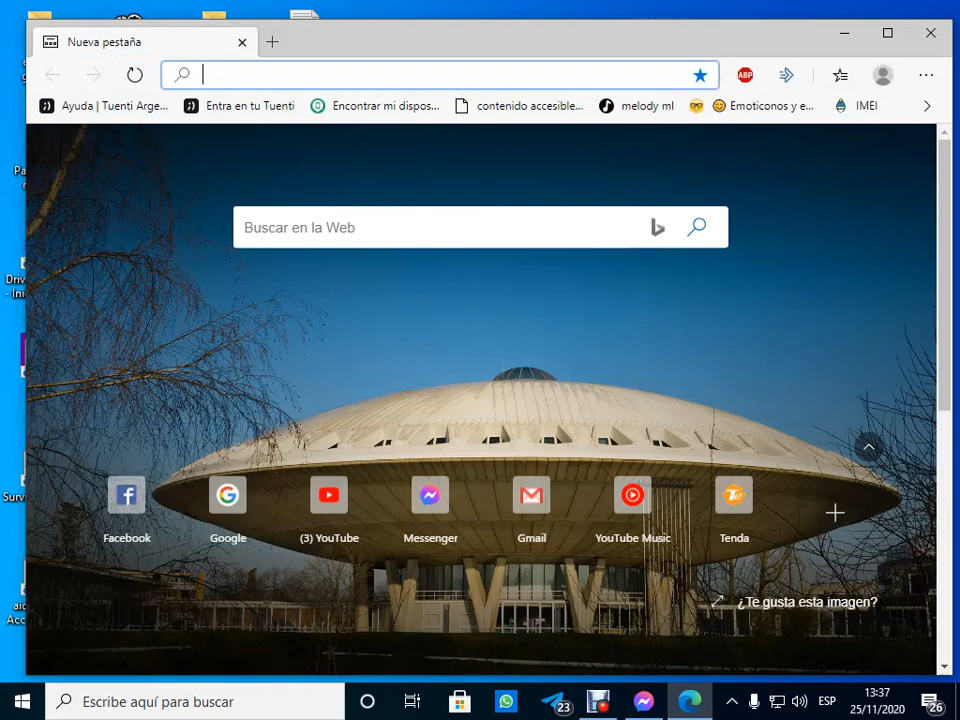 Nueva pestaña
ABP
Ayuda | Tuenti Arge...
Entra en tu Tuenti
Encontrar mi dispos...
contenido accesible...
melody ml
Emoticonos y e...
IMEI
Buscar en la Web
Facebook
Google
(3) YouTube
Messenger
Gmail
YouTube Music
Tenda
¿Te gusta esta imagen?
Escribe aquí para buscar
23
ESP
13:37
25/11/2020
26